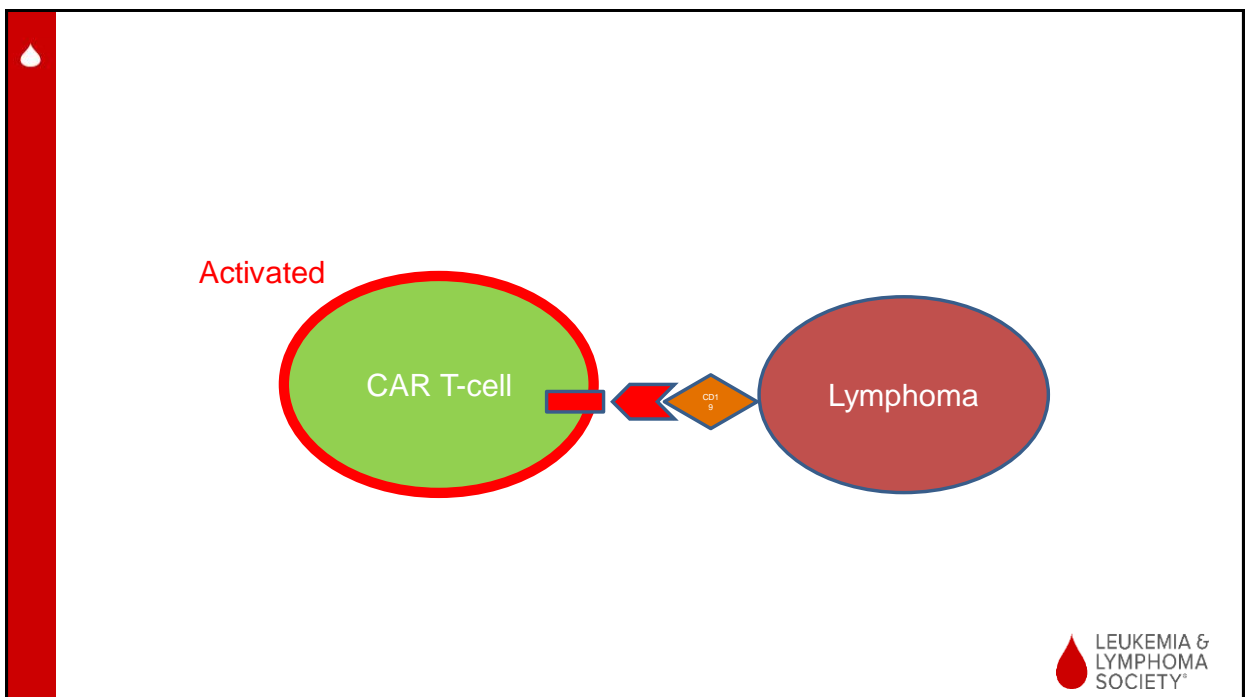 Activated
CAR T-cell
CD1
9
Lymphoma
LEUKEMIA &
LYMPHOMA
SOCIETY®